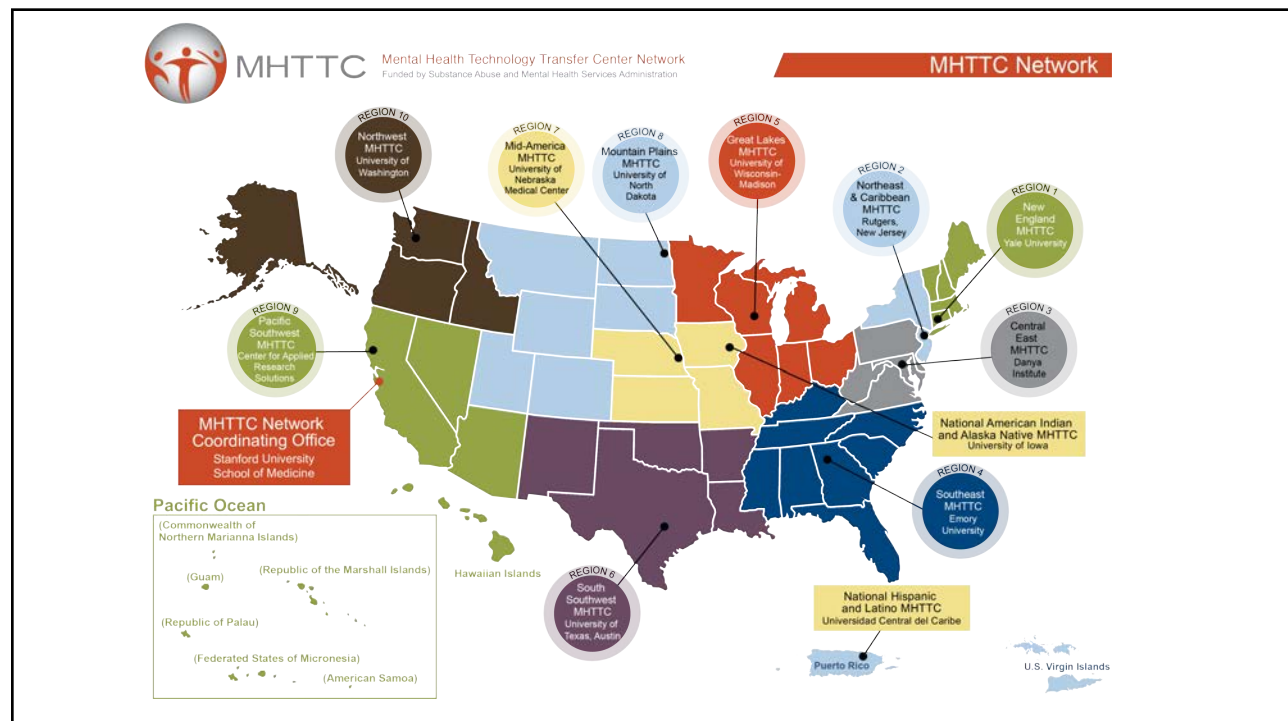 MHTTC
Mental Health Technology Transfer Center Network
Funded by Substance Abuse and Mental Health Services Administration
MHTTC Network
REGION 10
Northwest
MHTTC
University of
Washington
REGION 7
Mid-America
MHTTC
University of
Nebraska
Medical Center
REGION 8
Mountain Plains
MHTTC
University of
North
Dakota
REGION 5
Great Lakes
MHTTC
University of
Wisconsin-
Madison
REGION 2
Northeast
& Caribbean
MHTTC
Rutgers,
New Jersey
REGION 1
New
England
MHTTC
Yale University
REGION 9
Pacific
Southwest
MHTTC
Center for Applied
Research
Solutions
REGION 3
Central
East
MHTTC
Danya
Institute
MHTTC Network
Coordinating Office
Stanford University
School of Medicine
National American Indian
and Alaska Native MHTTC
University of Iowa
REGION 4
Southeast
MHTTC
Emory
University
Pacific Ocean
(Commonwealth of
Northern Marianna Islands)
(Guam)
(Republic of the Marshall Islands)
(Republic of Palau)
(Federated States of Micronesia)
(American Samoa)
Hawaiian Islands
REGION 6
South
Southwest
MHTTC
University of
Texas, Austin
National Hispanic
and Latino MHTTC
Universidad Central del Caribe
Puerto Rico
U.S. Virgin Islands